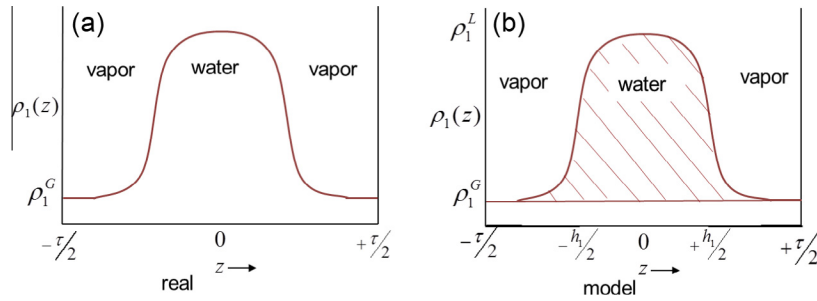 (a)
vapor water vapor
ρ₁(z)
ρ₁ᴳ
−τ/2 0 +τ/2
z →
real
(b)
ρ₁ᴸ
vapor water vapor
ρ₁(z)
ρ₁ᴳ
−τ/2 −h₁/2 0 +h₁/2 +τ/2
z →
model